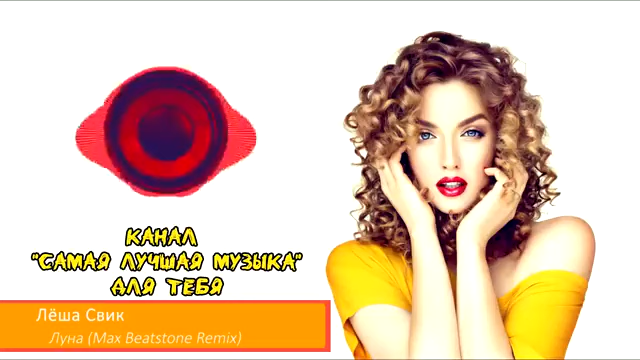 КАНАЛ
"САМАЯ ЛУЧШАЯ МУЗЫКА"
ДЛЯ ТЕБЯ
Лёша Свик
Луна (Max Beatstone Remix)